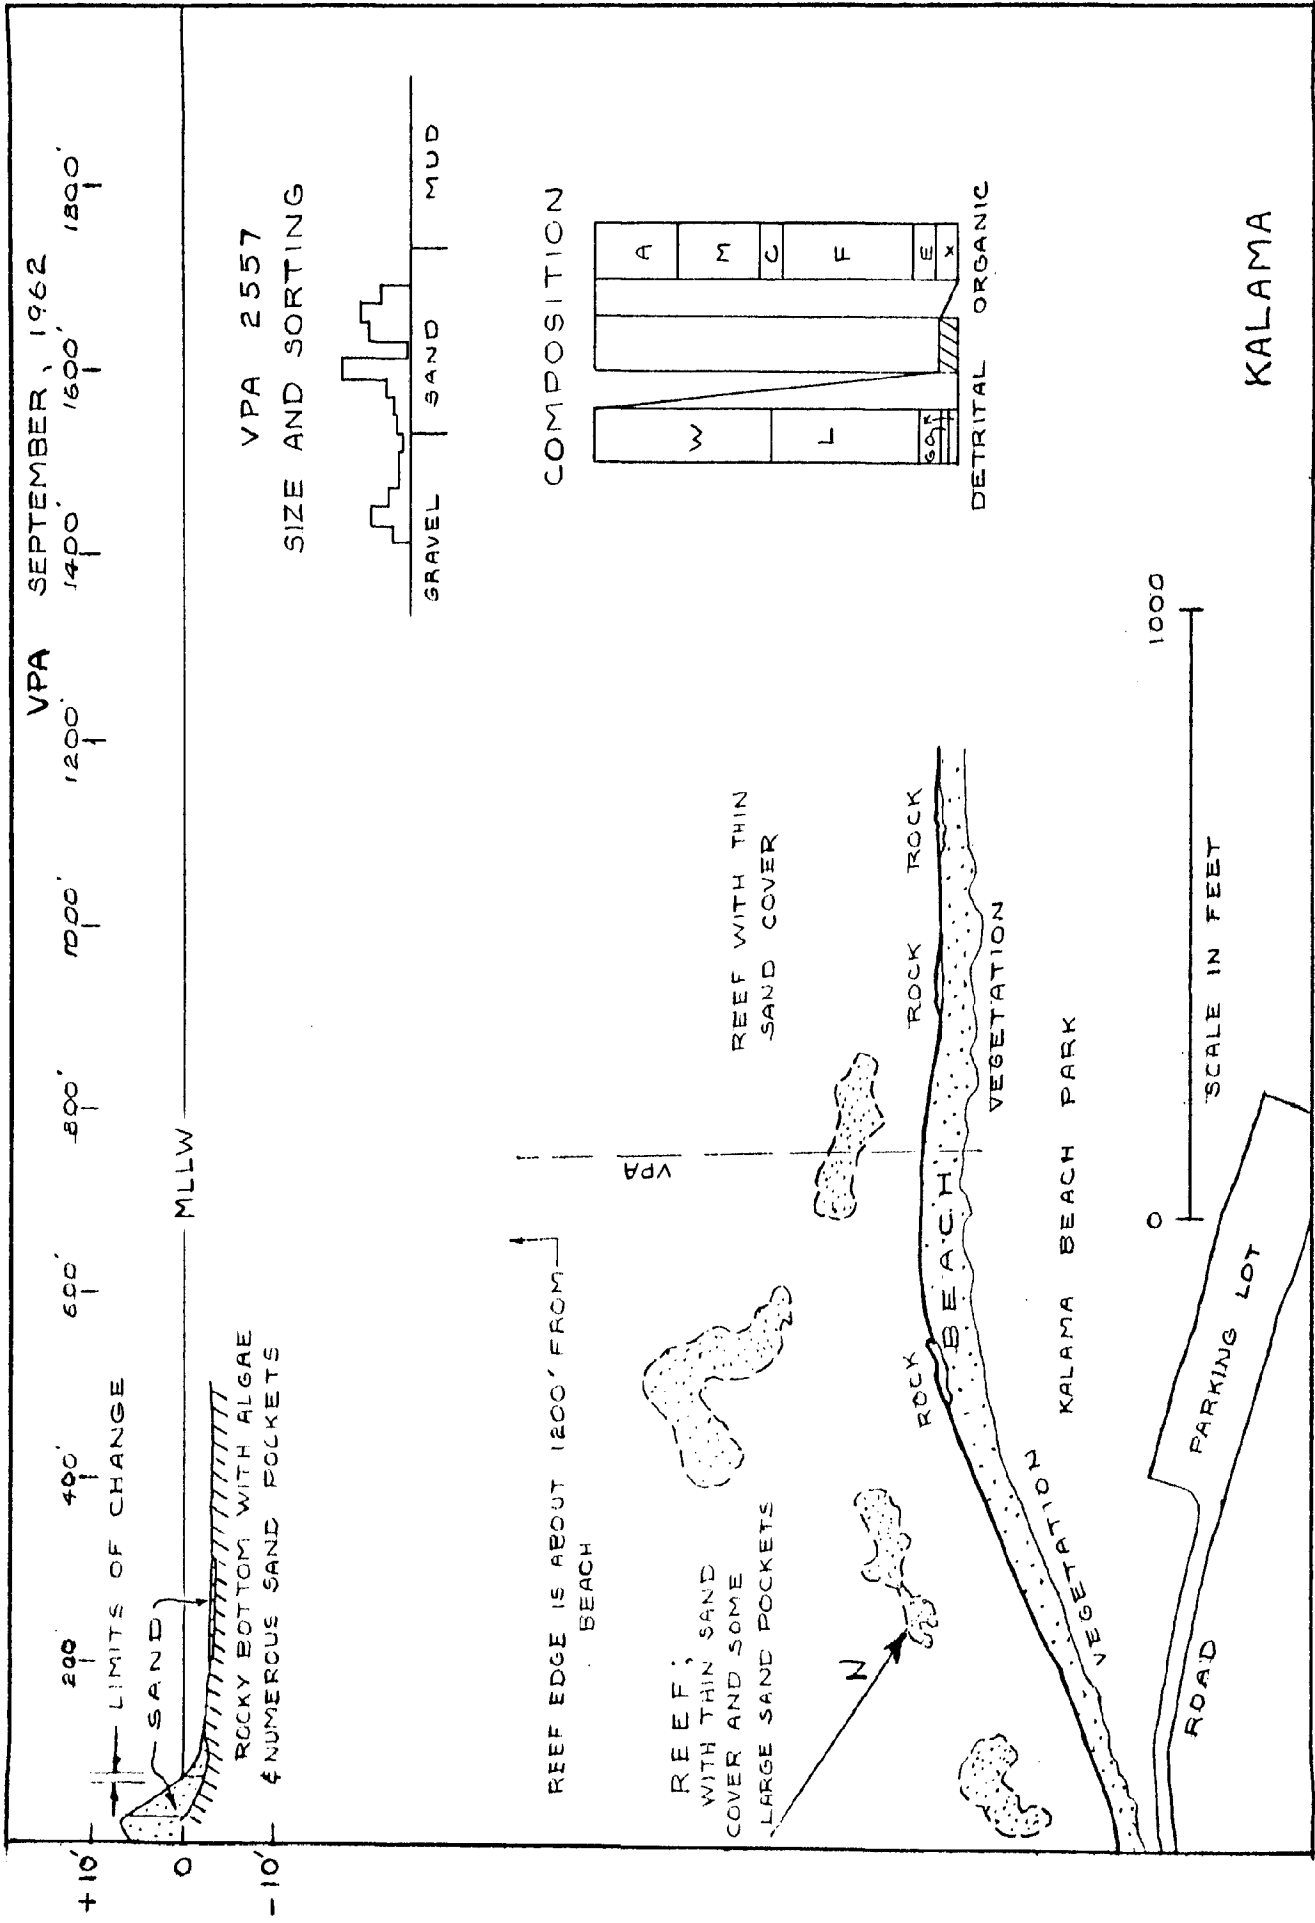 VPA SEPTEMBER, 1962
200' 400' 600' 800' 1000' 1200' 1400' 1600' 1800'
+10'
0
-10'
LIMITS OF CHANGE
SAND
MLLW
ROCKY BOTTOM WITH ALGAE
& NUMEROUS SAND POCKETS
VPA 2557
SIZE AND SORTING
GRAVEL SAND MUD
COMPOSITION
W
L
A
M
C
F
E
X
DETRITAL ORGANIC
REEF EDGE IS ABOUT 1200' FROM
BEACH
VPA
REEF;
WITH THIN SAND
COVER AND SOME
LARGE SAND POCKETS
REEF WITH THIN
SAND COVER
N
ROCK
ROCK
ROCK
BEACH
VEGETATION
VEGETATION
KALAMA BEACH PARK
ROAD
PARKING LOT
0 1000
SCALE IN FEET
KALAMA